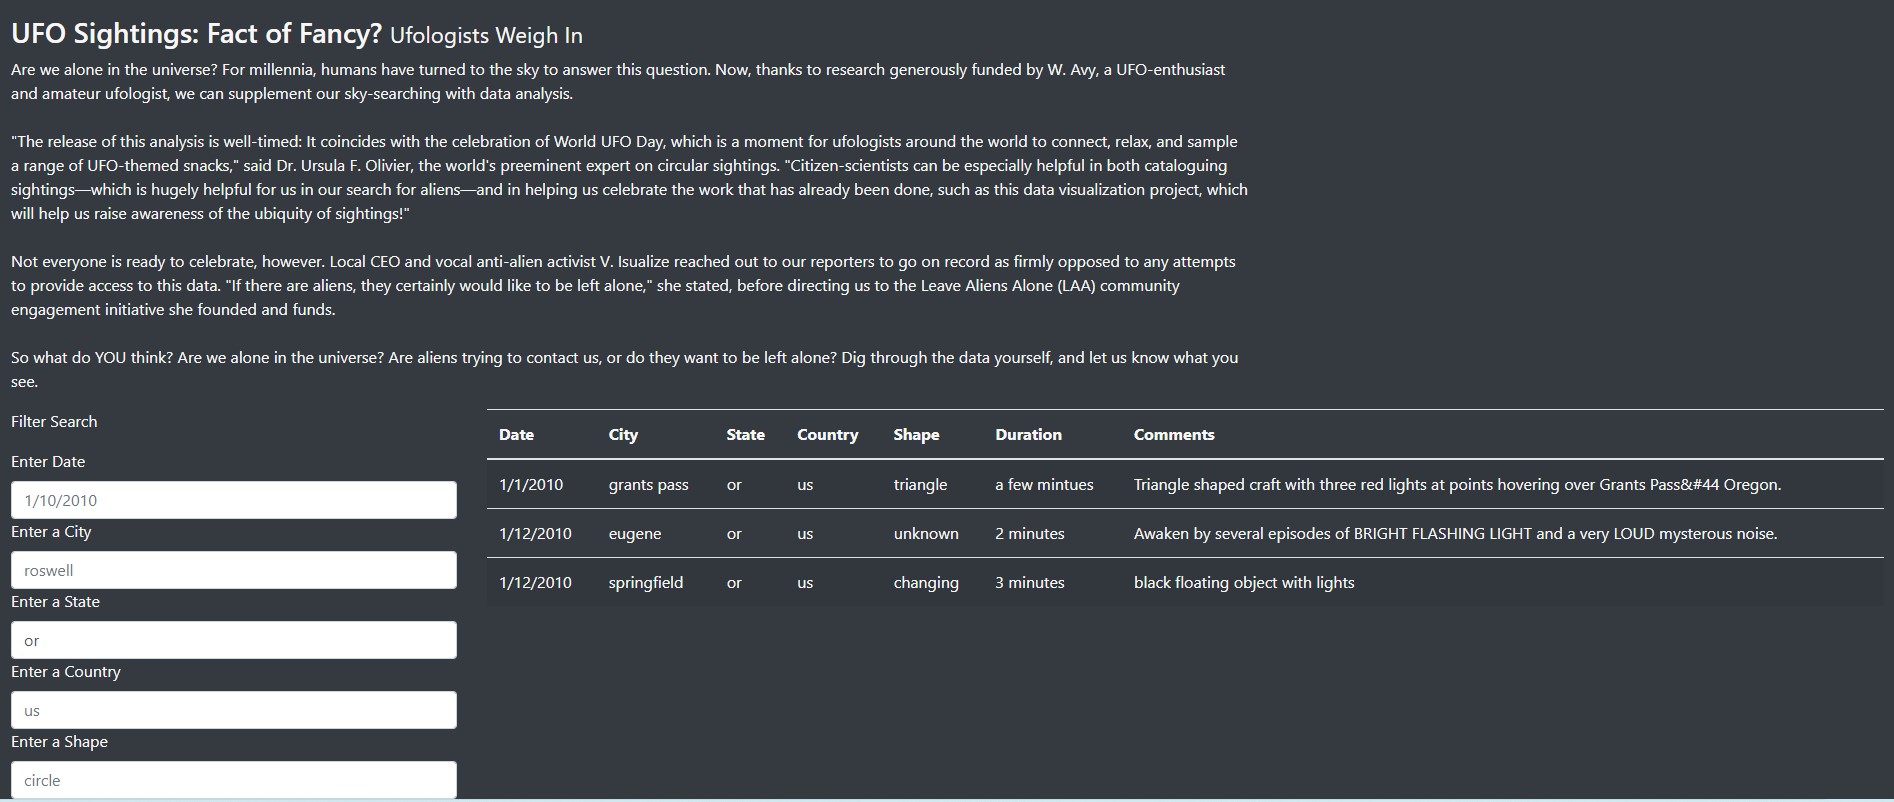 UFO Sightings: Fact of Fancy? Ufologists Weigh In
Are we alone in the universe? For millennia, humans have turned to the sky to answer this question. Now, thanks to research generously funded by W. Avy, a UFO-enthusiast
and amateur ufologist, we can supplement our sky-searching with data analysis.
"The release of this analysis is well-timed: It coincides with the celebration of World UFO Day, which is a moment for ufologists around the world to connect, relax, and sample
a range of UFO-themed snacks," said Dr. Ursula F. Olivier, the world's preeminent expert on circular sightings. "Citizen-scientists can be especially helpful in both cataloguing
sightings—which is hugely helpful for us in our search for aliens—and in helping us celebrate the work that has already been done, such as this data visualization project, which
will help us raise awareness of the ubiquity of sightings!"
Not everyone is ready to celebrate, however. Local CEO and vocal anti-alien activist V. Isualize reached out to our reporters to go on record as firmly opposed to any attempts
to provide access to this data. "If there are aliens, they certainly would like to be left alone," she stated, before directing us to the Leave Aliens Alone (LAA) community
engagement initiative she founded and funds.
So what do YOU think? Are we alone in the universe? Are aliens trying to contact us, or do they want to be left alone? Dig through the data yourself, and let us know what you
see.
Filter Search
Enter Date
1/10/2010
Enter a City
roswell
Enter a State
or
Enter a Country
us
Enter a Shape
circle
Date City State Country Shape Duration Comments
1/1/2010 grants pass or us triangle a few mintues Triangle shaped craft with three red lights at points hovering over Grants Pass&#44 Oregon.
1/12/2010 eugene or us unknown 2 minutes Awaken by several episodes of BRIGHT FLASHING LIGHT and a very LOUD mysterous noise.
1/12/2010 springfield or us changing 3 minutes black floating object with lights